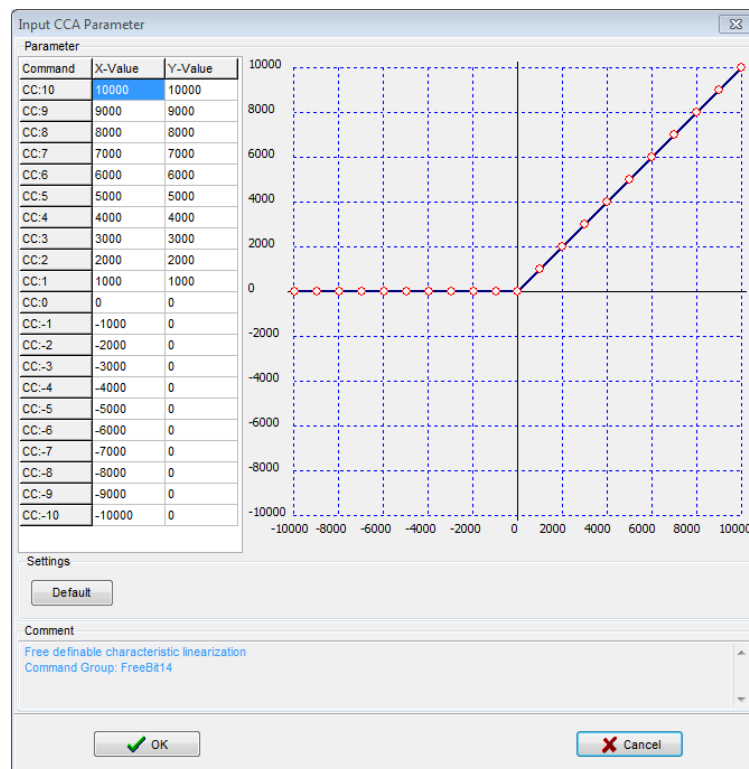 Input CCA Parameter
Parameter
Command X-Value Y-Value
CC:10 10000 10000
CC:9 9000 9000
CC:8 8000 8000
CC:7 7000 7000
CC:6 6000 6000
CC:5 5000 5000
CC:4 4000 4000
CC:3 3000 3000
CC:2 2000 2000
CC:1 1000 1000
CC:0 0 0
CC:-1 -1000 0
CC:-2 -2000 0
CC:-3 -3000 0
CC:-4 -4000 0
CC:-5 -5000 0
CC:-6 -6000 0
CC:-7 -7000 0
CC:-8 -8000 0
CC:-9 -9000 0
CC:-10 -10000 0
10000
8000
6000
4000
2000
0
-2000
-4000
-6000
-8000
-10000
-10000 -8000 -6000 -4000 -2000 0 2000 4000 6000 8000 10000
Settings
Default
Comment
Free definable characteristic linearization
Command Group: FreeBit14
OK Cancel